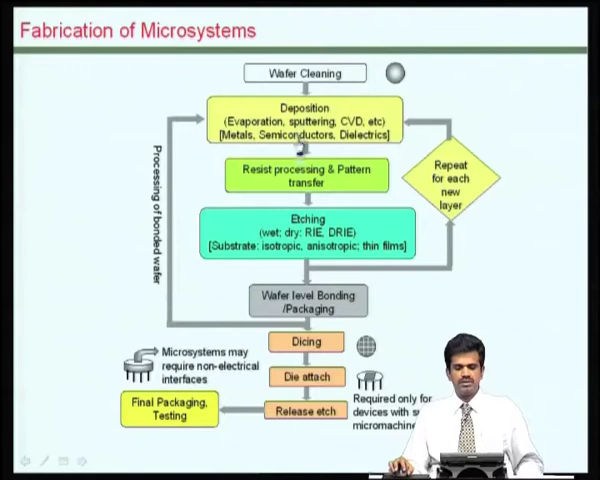 Fabrication of Microsystems
Wafer Cleaning
Deposition
(Evaporation, sputtering, CVD, etc)
[Metals, Semiconductors, Dielectrics]
Resist processing & Pattern
transfer
Repeat
for each
new
layer
Etching
(wet; dry: RIE, DRIE)
[Substrate: isotropic, anisotropic; thin films]
Processing of bonded wafer
Wafer level Bonding
/Packaging
Dicing
Microsystems may
require non-electrical
interfaces
Die attach
Required only for
devices with
micromachine
Final Packaging,
Testing
Release etch